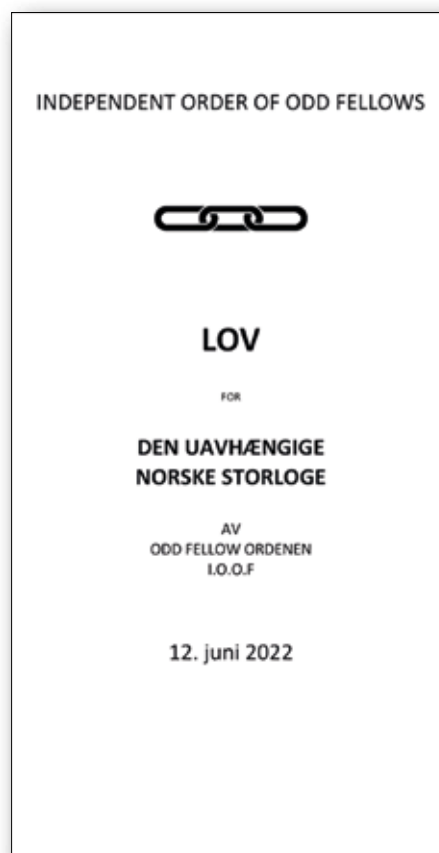 INDEPENDENT ORDER OF ODD FELLOWS
LOV
FOR
DEN UAVHÆNGIGE
NORSKE STORLOGE
AV
ODD FELLOW ORDENEN
I.O.O.F
12. juni 2022